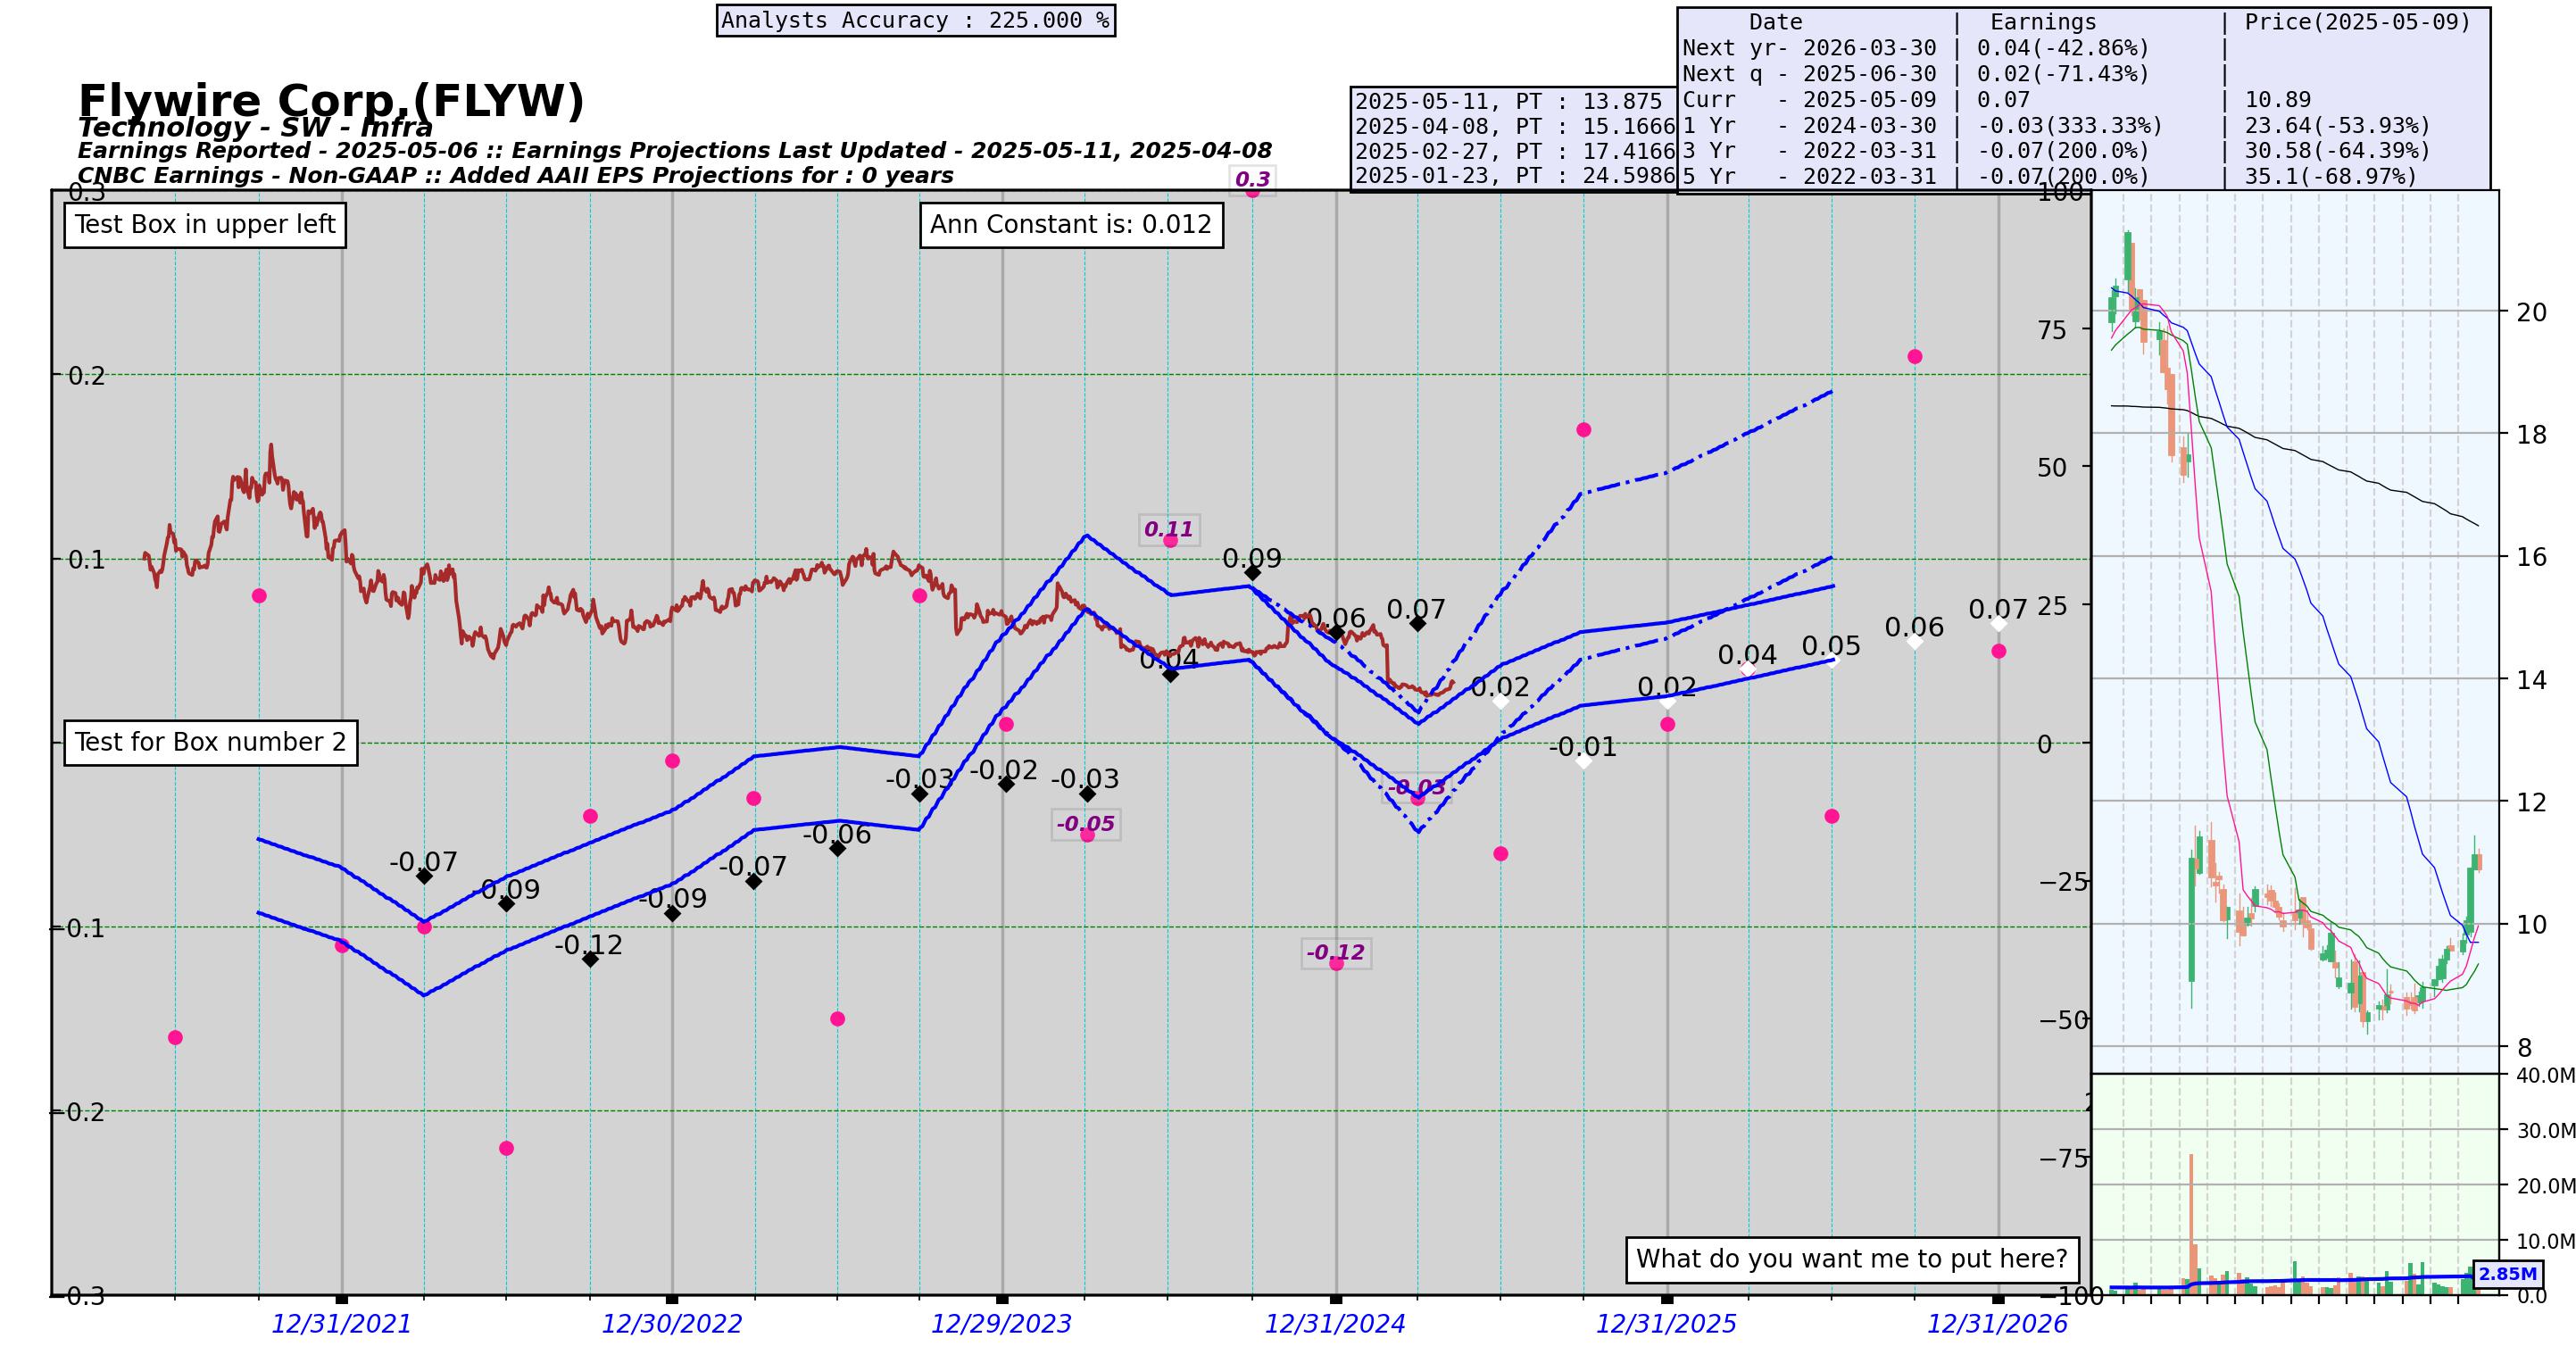 Analysts Accuracy : 225.000 %
Date | Earnings | Price(2025-05-09)
Next yr- 2026-03-30 | 0.04(-42.86%) |
Next q - 2025-06-30 | 0.02(-71.43%) |
Curr - 2025-05-09 | 0.07 | 10.89
1 Yr - 2024-03-30 | -0.03(333.33%) | 23.64(-53.93%)
3 Yr - 2022-03-31 | -0.07(200.0%) | 30.58(-64.39%)
5 Yr - 2022-03-31 | -0.07(200.0%) | 35.1(-68.97%)
2025-05-11, PT : 13.875
2025-04-08, PT : 15.1666
2025-02-27, PT : 17.4166
2025-01-23, PT : 24.5986
Flywire Corp,(FLYW)
Technology - SW - Infra
Earnings Reported - 2025-05-06 :: Earnings Projections Last Updated - 2025-05-11, 2025-04-08
CNBC Earnings - Non-GAAP :: Added AAII EPS Projections for : 0 years
Test Box in upper left
Ann Constant is: 0.012
Test for Box number 2
What do you want me to put here?
0.3
0.2
0.1
-0.1
-0.2
-0.3
-0.07
-0.09
-0.12
-0.09
-0.07
-0.06
-0.03
-0.02
-0.03
0.04
0.09
0.06
0.07
0.02
-0.01
0.02
0.04
0.05
0.06
0.07
-0.05
0.11
0.3
-0.12
-0.03
100
75
50
25
0
−25
−50
−75
−100
20
18
16
14
12
10
8
40.0M
30.0M
20.0M
10.0M
0.0
2.85M
12/31/2021
12/30/2022
12/29/2023
12/31/2024
12/31/2025
12/31/2026